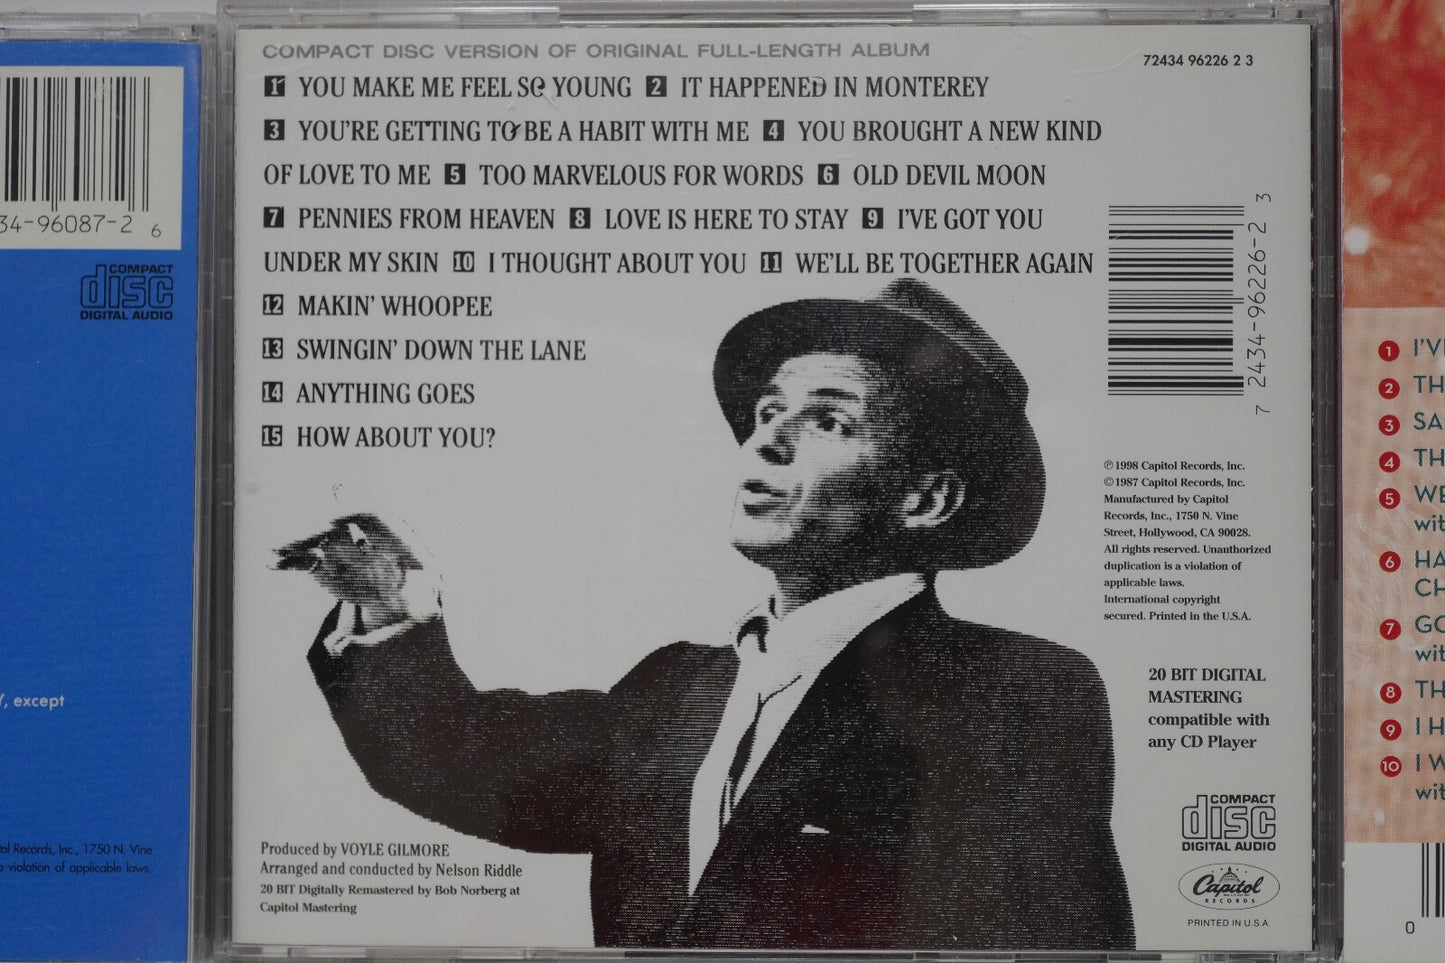 COMPACT DISC VERSION OF ORIGINAL FULL-LENGTH ALBUM
72434 96226 2 3
1 YOU MAKE ME FEEL SO YOUNG 2 IT HAPPENED IN MONTEREY
3 YOU'RE GETTING TO BE A HABIT WITH ME 4 YOU BROUGHT A NEW KIND
OF LOVE TO ME 5 TOO MARVELOUS FOR WORDS 6 OLD DEVIL MOON
7 PENNIES FROM HEAVEN 8 LOVE IS HERE TO STAY 9 I'VE GOT YOU
UNDER MY SKIN 10 I THOUGHT ABOUT YOU 11 WE'LL BE TOGETHER AGAIN
12 MAKIN' WHOOPEE
13 SWINGIN' DOWN THE LANE
14 ANYTHING GOES
15 HOW ABOUT YOU?
7 2434-96226-2 3
℗ 1998 Capitol Records, Inc.
© 1987 Capitol Records, Inc.
Manufactured by Capitol
Records, Inc., 1750 N. Vine
Street, Hollywood, CA 90028.
All rights reserved. Unauthorized
duplication is a violation of
applicable laws.
International copyright
secured. Printed in the U.S.A.
20 BIT DIGITAL
MASTERING
compatible with
any CD Player
COMPACT
disc
DIGITAL AUDIO
Capitol
RECORDS
PRINTED IN U.S.A.
Produced by VOYLE GILMORE
Arranged and conducted by Nelson Riddle
20 BIT Digitally Remastered by Bob Norberg at
Capitol Mastering
34-96087-2 6
COMPACT
disc
DIGITAL AUDIO
, except
Records, Inc., 1750 N. Vine
violation of applicable laws.
1 I'V
2 TH
3 SA
4 TH
5 WE
wit
6 HA
CH
7 GO
wit
8 TH
9 I H
10 I W
wit
0